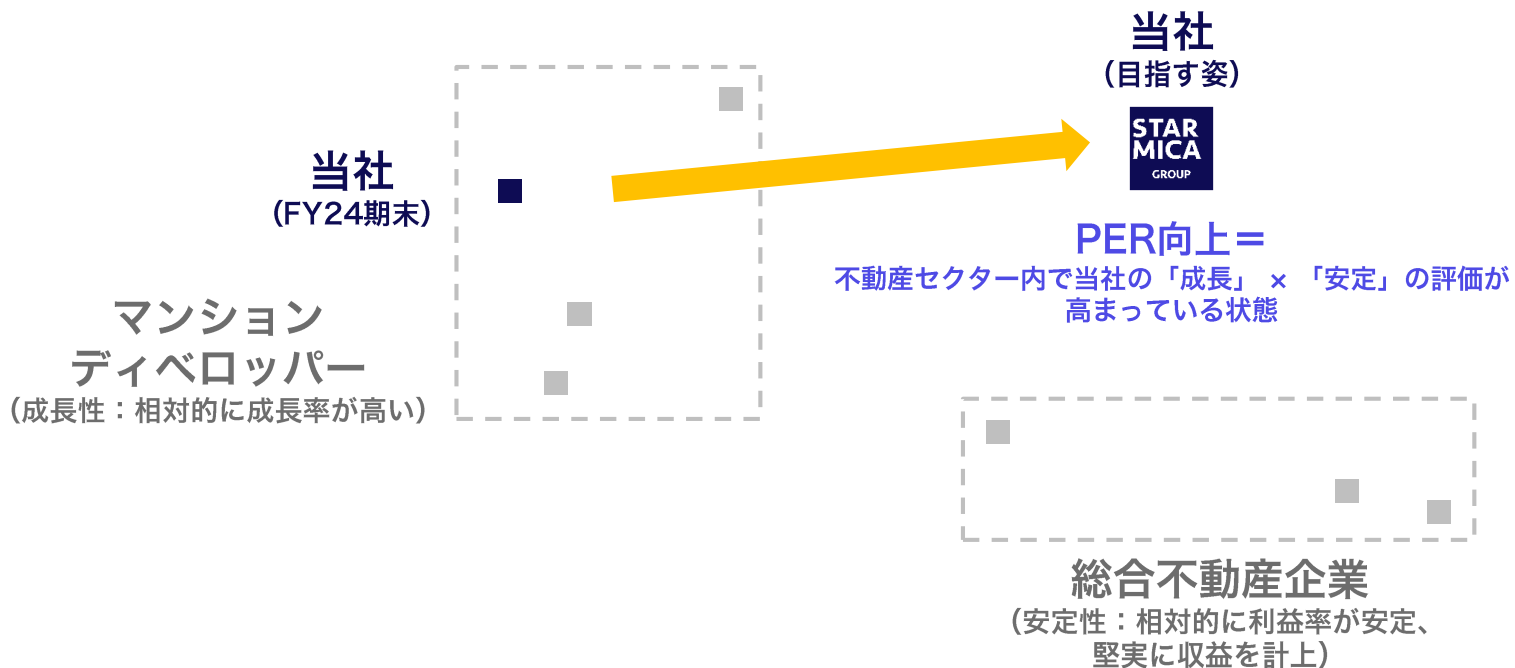 当社
（目指す姿）
STAR
MICA
GROUP
当社
（FY24期末）
PER向上＝
不動産セクター内で当社の「成長」 × 「安定」の評価が
高まっている状態
マンション
ディベロッパー
（成長性：相対的に成長率が高い）
総合不動産企業
（安定性：相対的に利益率が安定、
堅実に収益を計上）